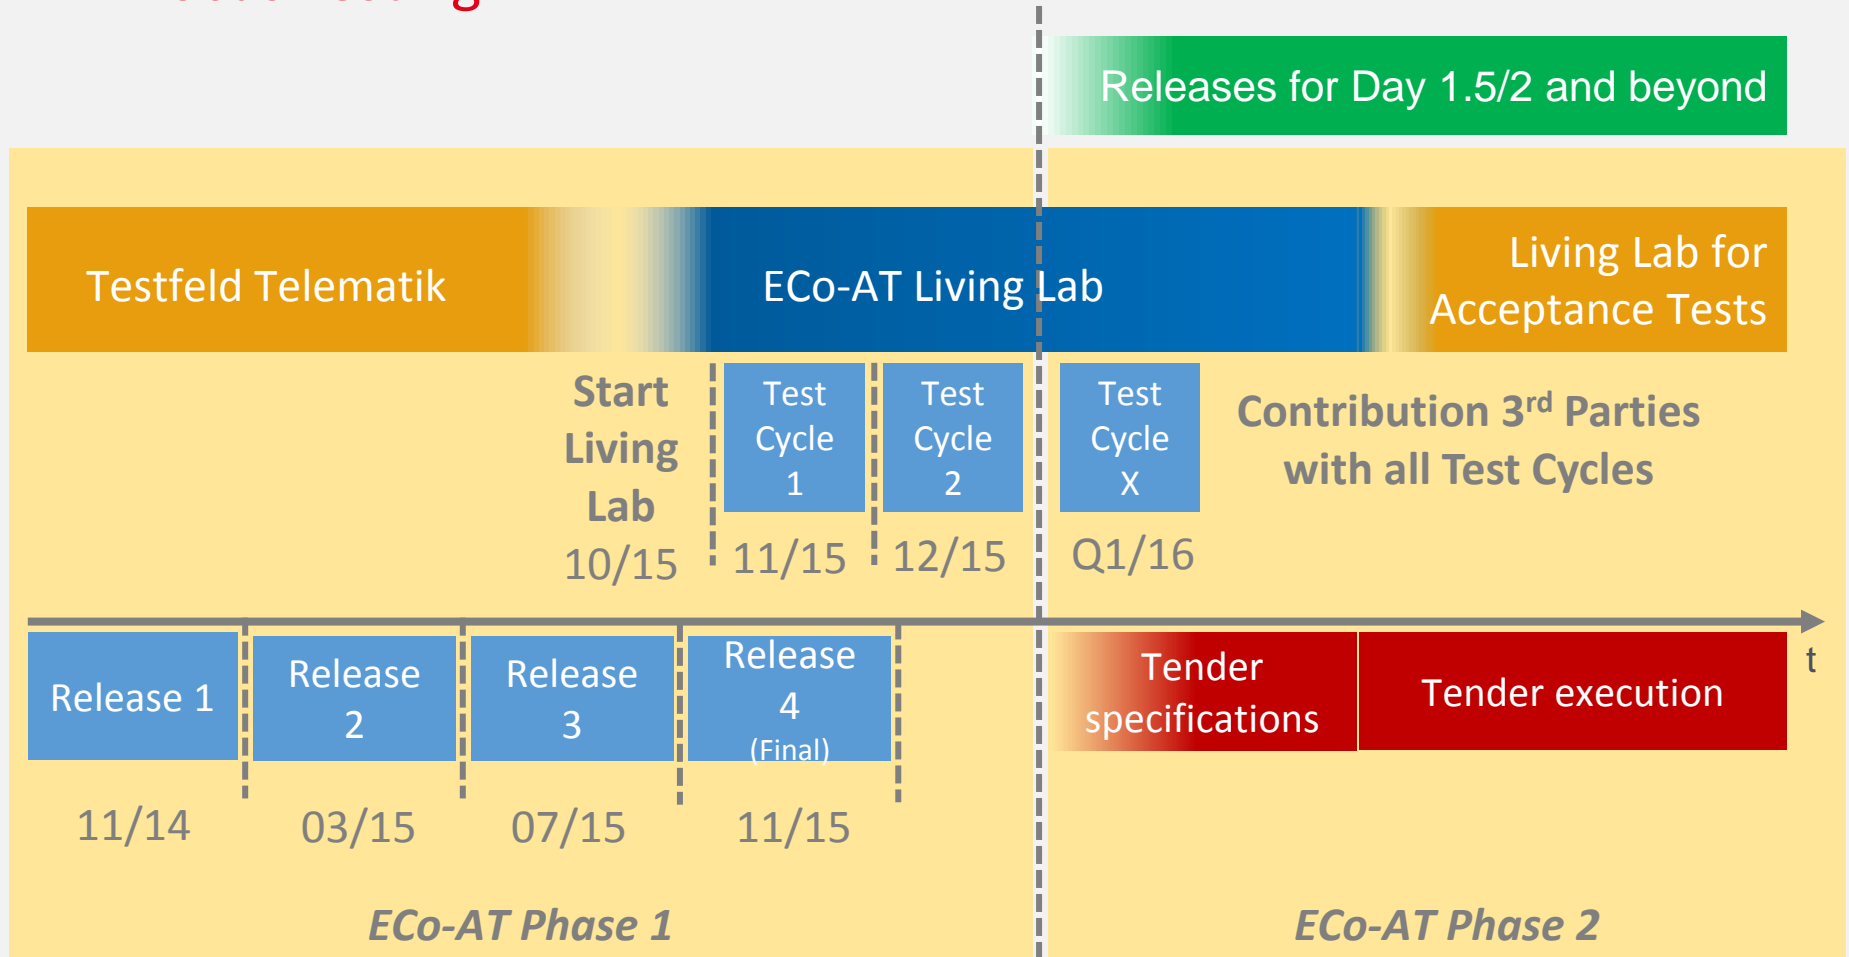 Releases for Day 1.5/2 and beyond
Testfeld Telematik
ECo-AT Living Lab
Living Lab for
Acceptance Tests
Start
Living
Lab
10/15
Test
Cycle
1
11/15
Test
Cycle
2
12/15
Test
Cycle
X
Q1/16
Contribution 3rd Parties
with all Test Cycles
t
Release 1
11/14
Release
2
03/15
Release
3
07/15
Release
4
(Final)
11/15
Tender
specifications
Tender execution
ECo-AT Phase 1
ECo-AT Phase 2